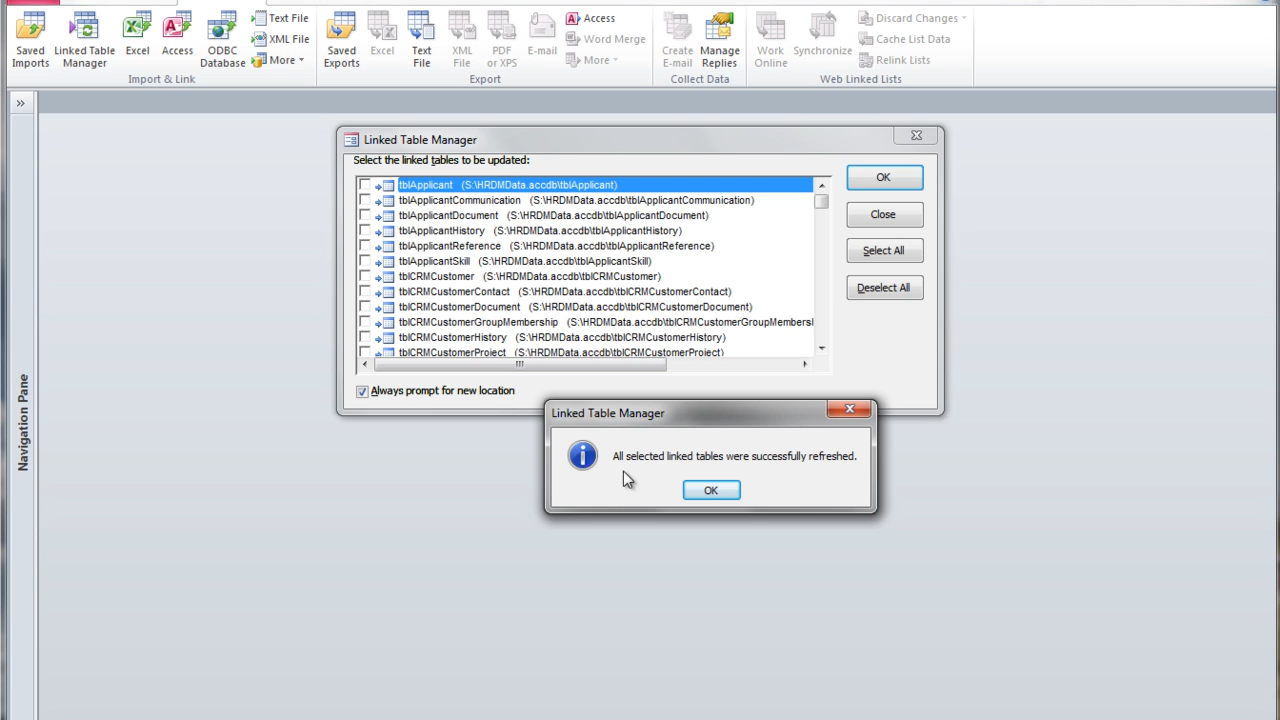 Saved Imports
Linked Table Manager
Excel
Access
ODBC Database
Text File
XML File
More
Import & Link
Saved Exports
Excel
Text File
XML File
PDF or XPS
E-mail
Access
Word Merge
More
Export
Create E-mail
Manage Replies
Collect Data
Work Online
Synchronize
Discard Changes
Cache List Data
Relink Lists
Web Linked Lists
»
Navigation Pane
Linked Table Manager
Select the linked tables to be updated:
tblApplicant (S:\HRDMData.accdb\tblApplicant)
tblApplicantCommunication (S:\HRDMData.accdb\tblApplicantCommunication)
tblApplicantDocument (S:\HRDMData.accdb\tblApplicantDocument)
tblApplicantHistory (S:\HRDMData.accdb\tblApplicantHistory)
tblApplicantReference (S:\HRDMData.accdb\tblApplicantReference)
tblApplicantSkill (S:\HRDMData.accdb\tblApplicantSkill)
tblCRMCustomer (S:\HRDMData.accdb\tblCRMCustomer)
tblCRMCustomerContact (S:\HRDMData.accdb\tblCRMCustomerContact)
tblCRMCustomerDocument (S:\HRDMData.accdb\tblCRMCustomerDocument)
tblCRMCustomerGroupMembership (S:\HRDMData.accdb\tblCRMCustomerGroupMembersl
tblCRMCustomerHistory (S:\HRDMData.accdb\tblCRMCustomerHistory)
tblCRMCustomerProject (S:\HRDMData.accdb\tblCRMCustomerProject)
OK
Close
Select All
Deselect All
Always prompt for new location
Linked Table Manager
All selected linked tables were successfully refreshed.
OK